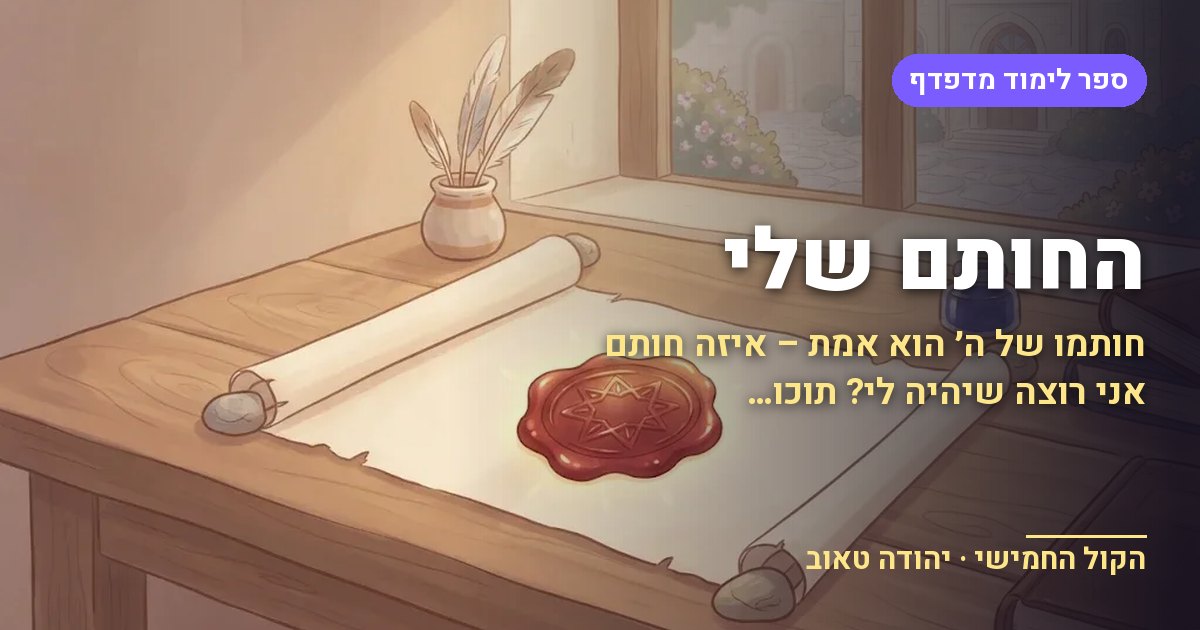 ספר לימוד מדפדף
החותם שלי
חותמו של ה׳ הוא אמת – איזה חותם
אני רוצה שיהיה לי? תוכו...
הקול החמישי · יהודה טאוב